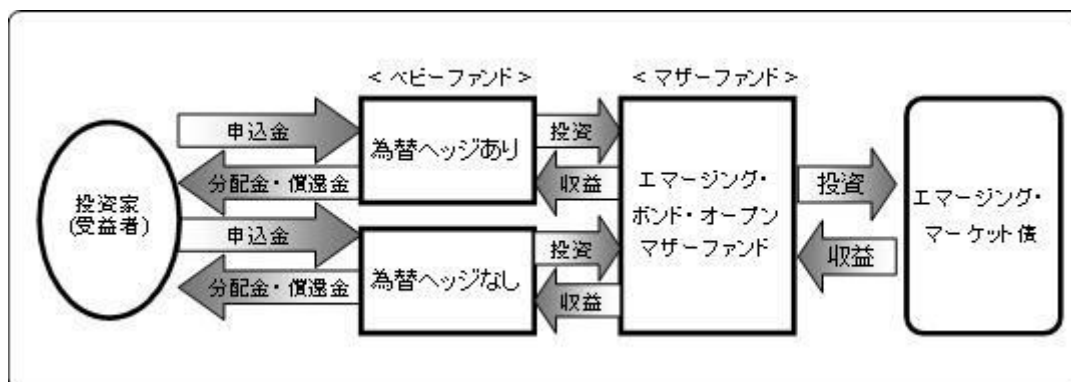 ＜ベビーファンド＞
＜マザーファンド＞
投資家
(受益者)
申込金
分配金・償還金
申込金
分配金・償還金
為替ヘッジあり
為替ヘッジなし
投資
収益
投資
収益
エマージング・
ボンド・オープン
マザーファンド
投資
収益
エマージング・
マーケット債